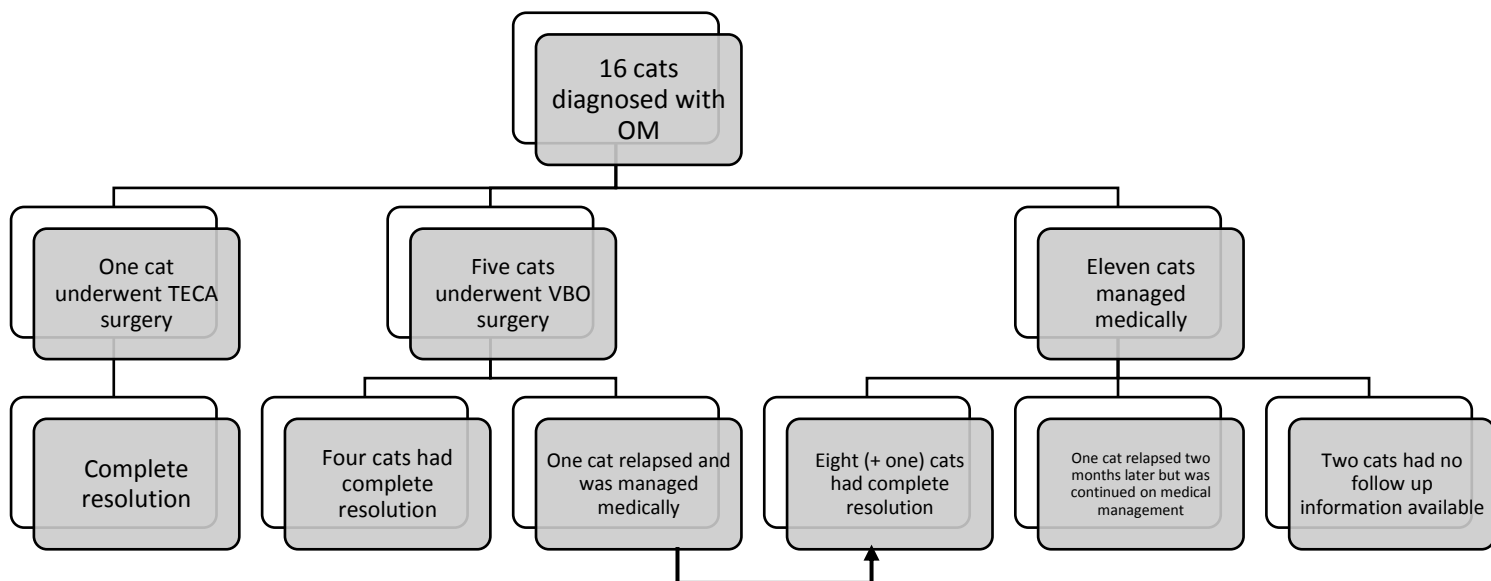 16 cats
diagnosed with
OM
One cat
underwent TECA
surgery
Five cats
underwent VBO
surgery
Eleven cats
managed
medically
Complete
resolution
Four cats had
complete
resolution
One cat relapsed and
was managed
medically
Eight (+ one) cats
had complete
resolution
One cat relapsed two
months later but was
continued on medical
management
Two cats had no
follow up
information available